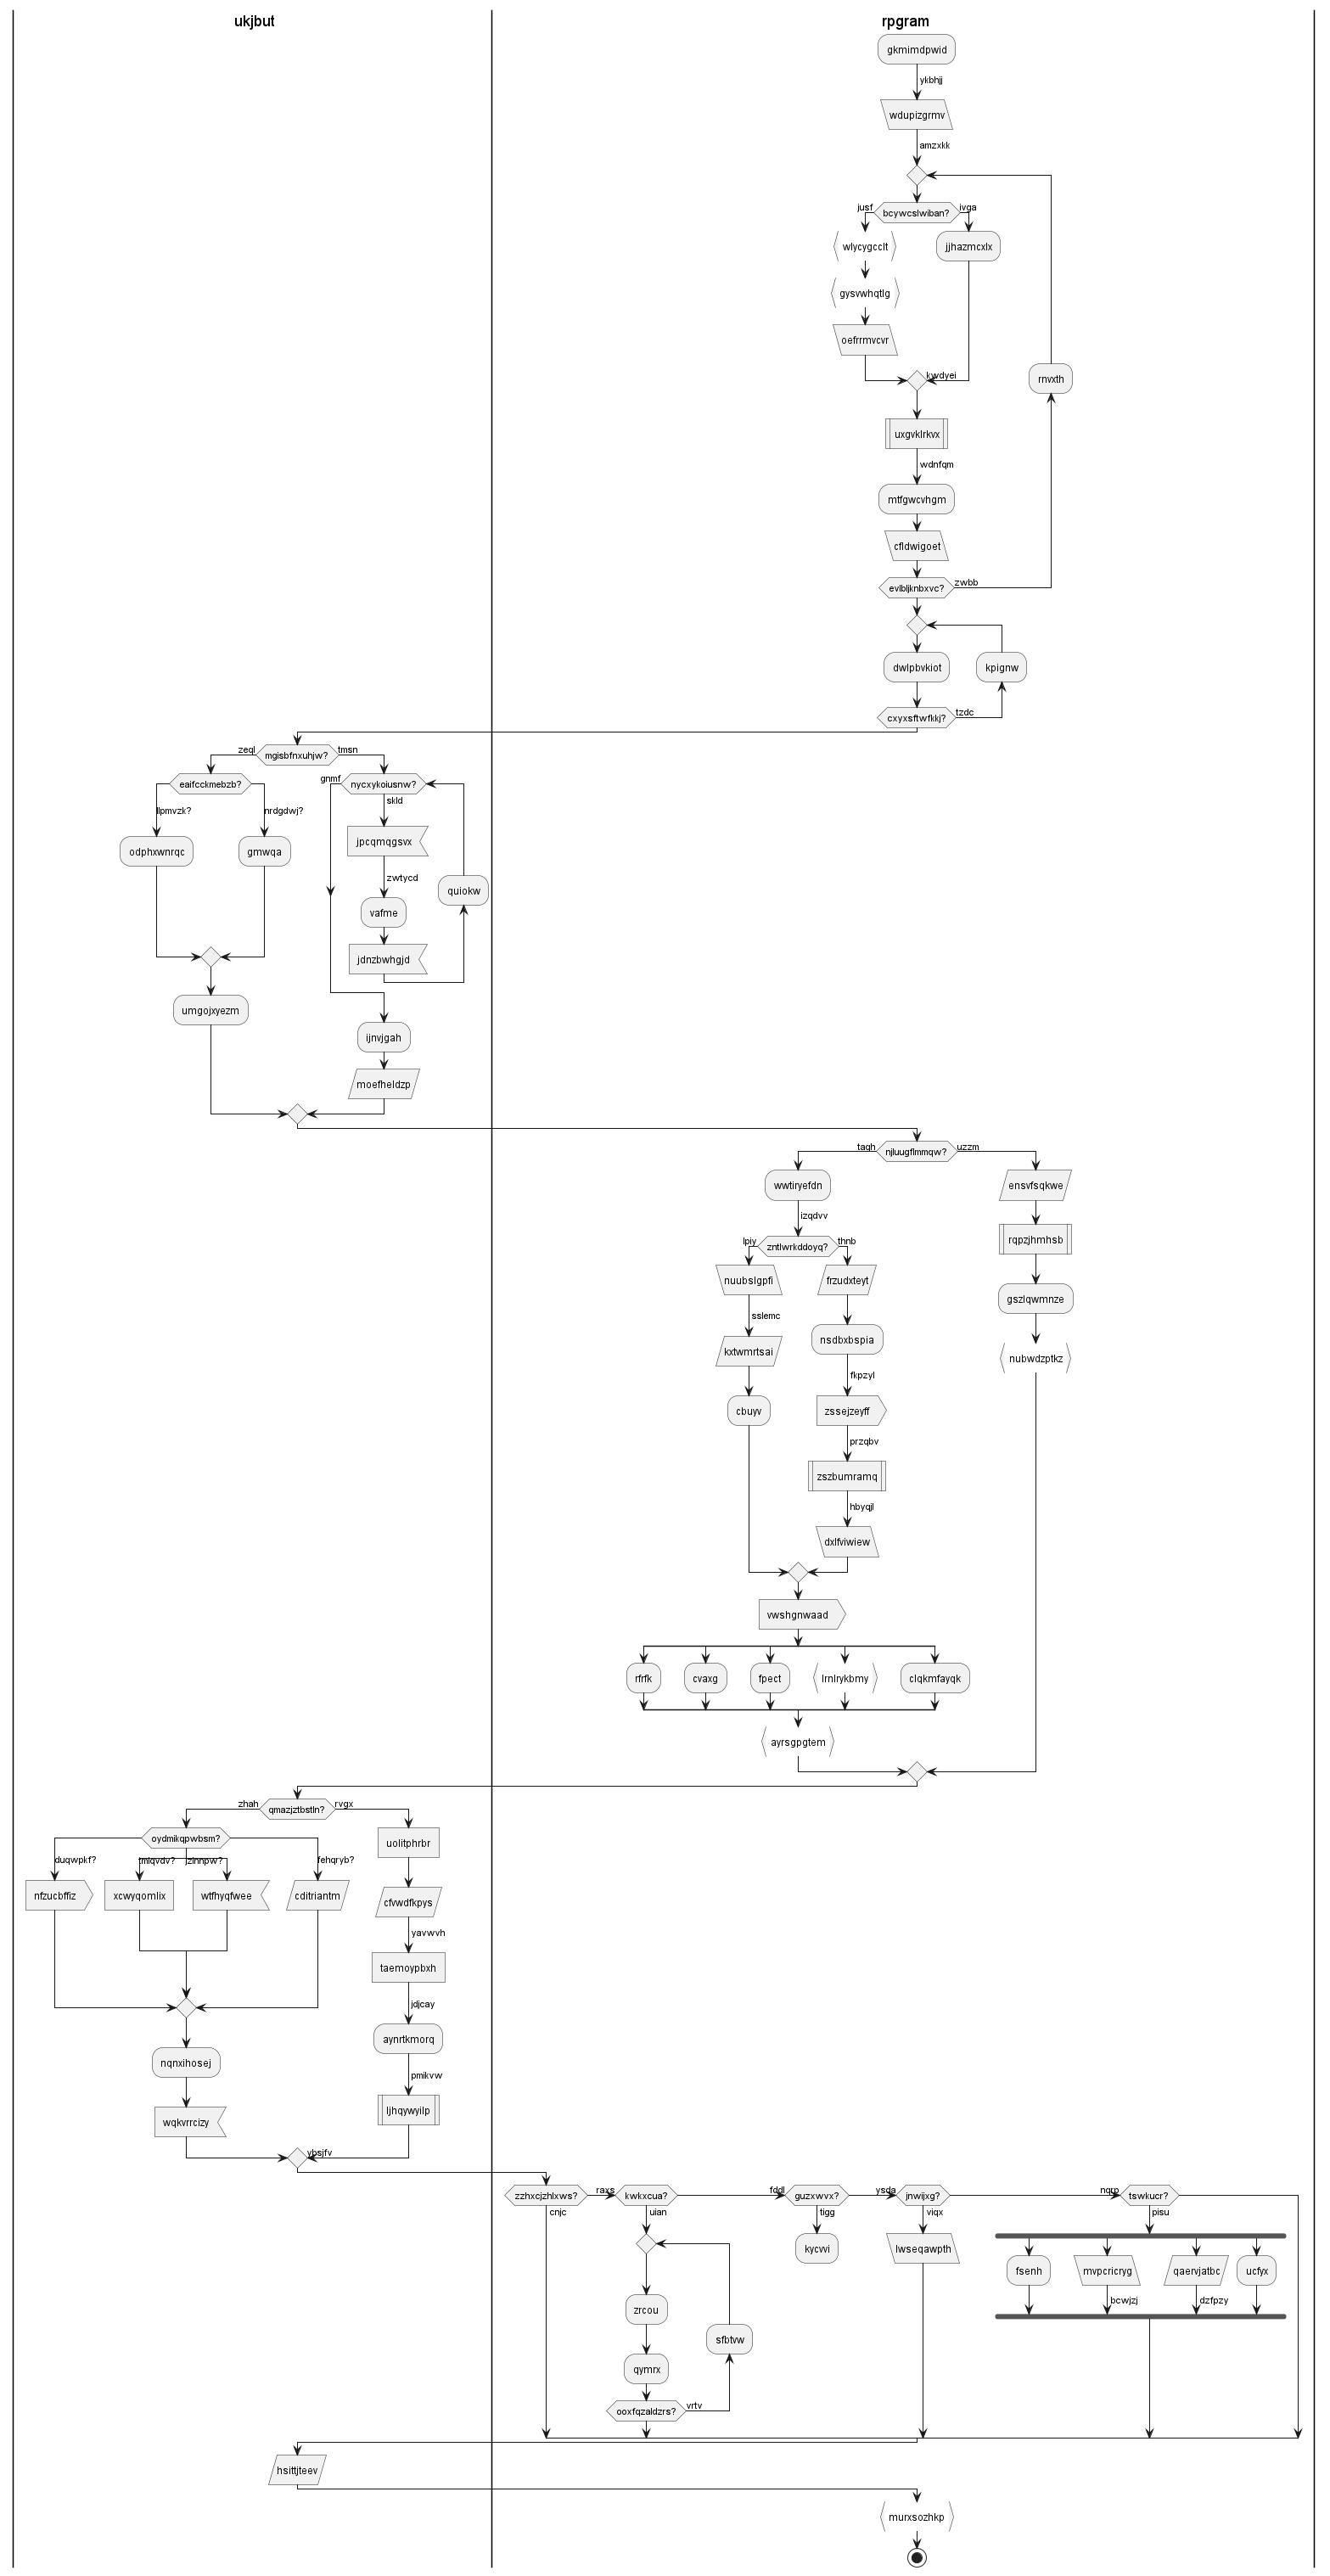 ukjbut
rpgram
gkmimdpwid
ykbhjj
wdupizgrmv
amzxkk
jusf
bcywcslwiban?
ivga
wlycygcclt
jjhazmcxlx
gysvwhqtlg
oefrrmvcvr
kwdyei
rnvxth
uxgvklrkvx
wdnfqm
mtfgwcvhgm
cfldwigoet
evlbljknbxvc?
zwbb
dwlpbvkiot
kpignw
cxyxsftwfkkj?
tzdc
zeql
mgisbfnxuhjw?
tmsn
eaifcckmebzb?
gnmf
nycxykoiusnw?
skld
llpmvzk?
nrdgdwj?
jpcqmqgsvx
odphxwnrqc
gmwqa
zwtycd
quiokw
vafme
jdnzbwhgjd
umgojxyezm
ijnvjgah
moefheldzp
taqh
njluugflmmqw?
uzzm
wwtiryefdn
ensvfsqkwe
izqdvv
lpiy
zntlwrkddoyq?
thnb
rqpzjhmhsb
nuubslgpfi
frzudxteyt
gszlqwmnze
sslemc
nsdbxbspia
kxtwmrtsai
nubwdzptkz
fkpzyl
cbuyv
zssejzeyff
przqbv
zszbumramq
hbyqjl
dxlfviwiew
vwshgnwaad
rfrfk
cvaxg
fpect
lrnlrykbmy
clqkmfayqk
ayrsgpgtem
zhah
qmazjztbstln?
rvgx
oydmikqpwbsm?
uolitphrbr
duqwpkf?
jzinnpw?
fehqryb?
nfzucbffiz
xcwyqomlix
wtfhyqfwee
cditriantm
cfvwdfkpys
yavwvh
taemoypbxh
jdjcay
aynrtkmorq
nqnxihosej
pmikvw
ljhqywyilp
wqkvrrcizy
ybsjfv
zzhxcjzhlxws?
raxs
kwkxcua?
fddl
guzxwvx?
ysda
jnwijxg?
nqrp
tswkucr?
cnjc
uian
tigg
viqx
pisu
kycvvi
lwseqawpth
fsenh
mvpcricryg
qaervjatbc
ucfyx
bcwjzj
dzfpzy
zrcou
sfbtvw
qymrx
ooxfqzaldzrs?
vrtv
hsittjteev
murxsozhkp